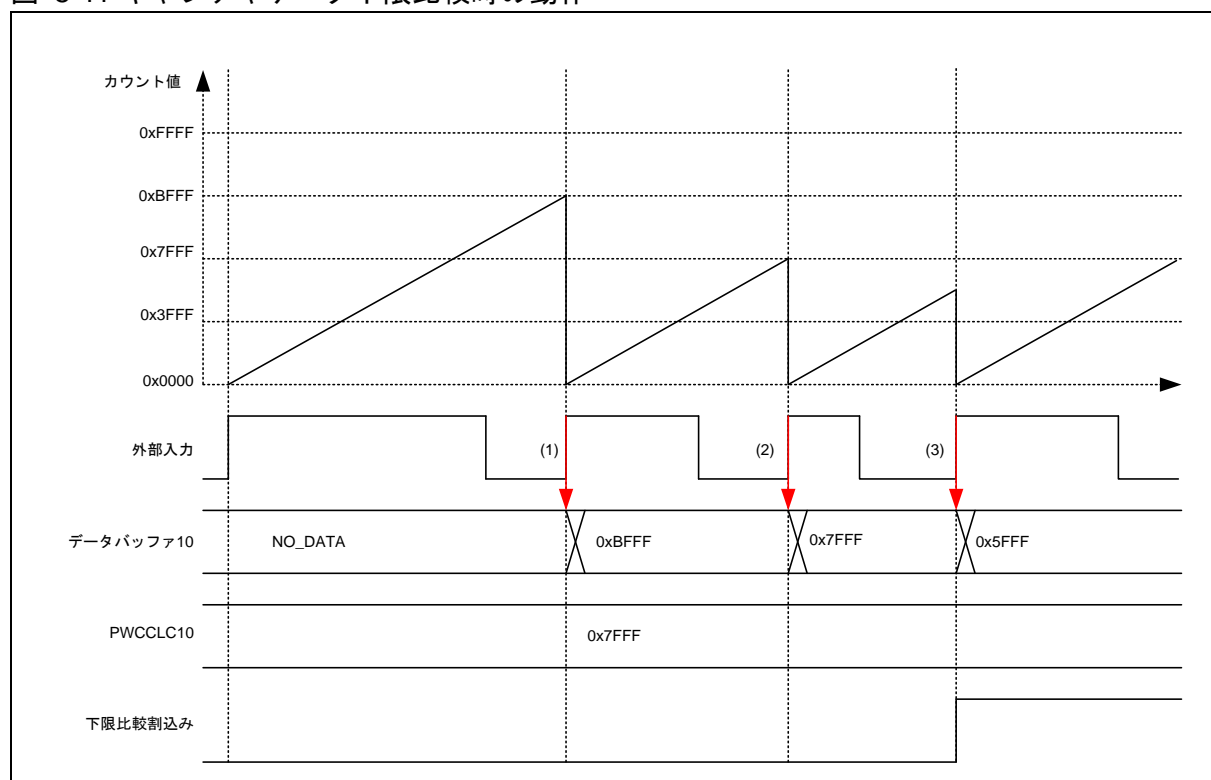 カウント値
0xFFFF
0xBFFF
0x7FFF
0x3FFF
0x0000
外部入力
(1)
(2)
(3)
データバッファ10
NO_DATA
0xBFFF
0x7FFF
0x5FFF
PWCCLC10
0x7FFF
下限比較割込み